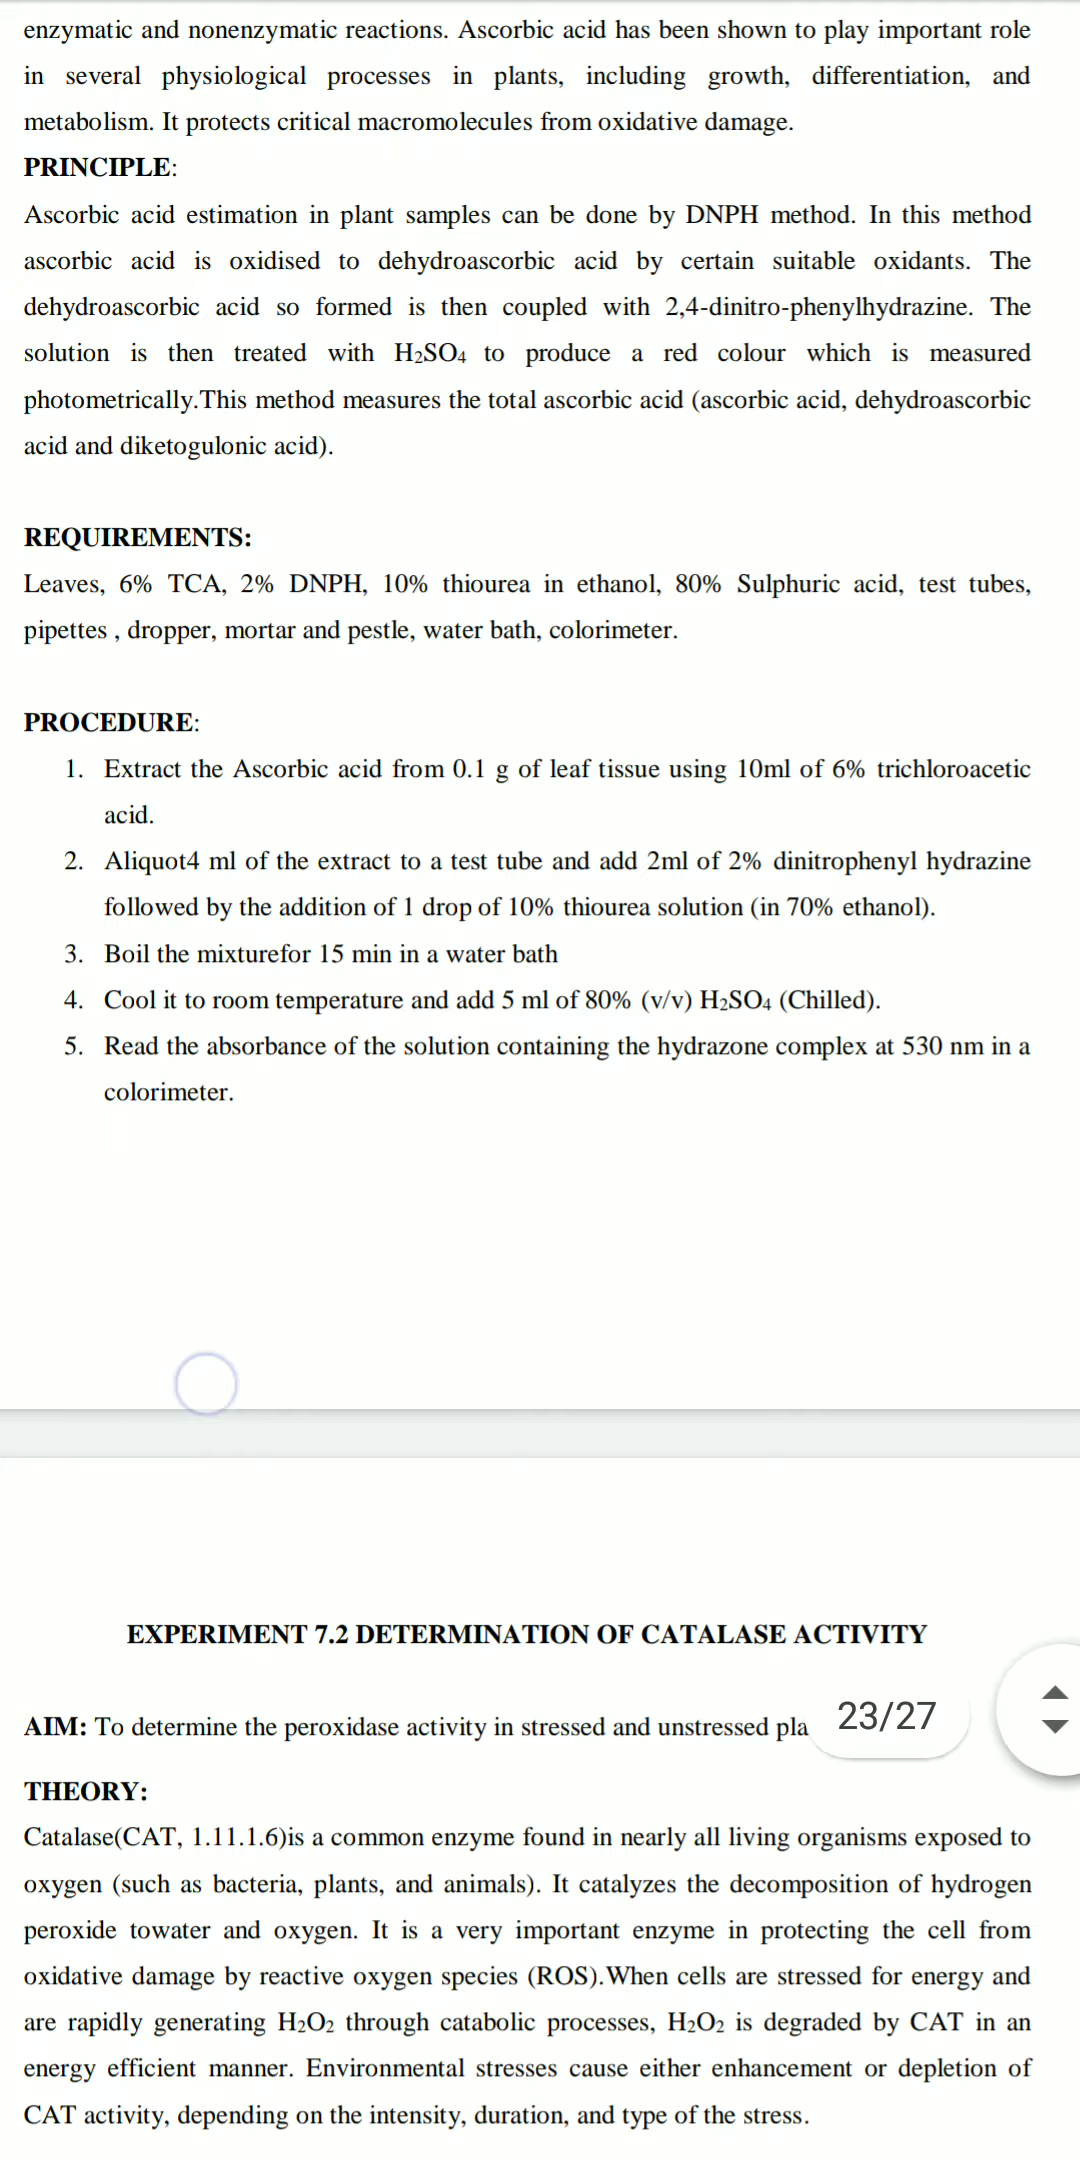 enzymatic and nonenzymatic reactions. Ascorbic acid has been shown to play important role
in several physiological processes in plants, including growth, differentiation, and
metabolism. It protects critical macromolecules from oxidative damage.
PRINCIPLE:
Ascorbic acid estimation in plant samples can be done by DNPH method. In this method
ascorbic acid is oxidised to dehydroascorbic acid by certain suitable oxidants. The
dehydroascorbic acid so formed is then coupled with 2,4-dinitro-phenylhydrazine. The
solution is then treated with H₂SO₄ to produce a red colour which is measured
photometrically.This method measures the total ascorbic acid (ascorbic acid, dehydroascorbic
acid and diketogulonic acid).
REQUIREMENTS:
Leaves, 6% TCA, 2% DNPH, 10% thiourea in ethanol, 80% Sulphuric acid, test tubes,
pipettes , dropper, mortar and pestle, water bath, colorimeter.
PROCEDURE:
1. Extract the Ascorbic acid from 0.1 g of leaf tissue using 10ml of 6% trichloroacetic
acid.
2. Aliquot4 ml of the extract to a test tube and add 2ml of 2% dinitrophenyl hydrazine
followed by the addition of 1 drop of 10% thiourea solution (in 70% ethanol).
3. Boil the mixturefor 15 min in a water bath
4. Cool it to room temperature and add 5 ml of 80% (v/v) H₂SO₄ (Chilled).
5. Read the absorbance of the solution containing the hydrazone complex at 530 nm in a
colorimeter.
EXPERIMENT 7.2 DETERMINATION OF CATALASE ACTIVITY
AIM: To determine the peroxidase activity in stressed and unstressed pla
23/27
THEORY:
Catalase(CAT, 1.11.1.6)is a common enzyme found in nearly all living organisms exposed to
oxygen (such as bacteria, plants, and animals). It catalyzes the decomposition of hydrogen
peroxide towater and oxygen. It is a very important enzyme in protecting the cell from
oxidative damage by reactive oxygen species (ROS).When cells are stressed for energy and
are rapidly generating H₂O₂ through catabolic processes, H₂O₂ is degraded by CAT in an
energy efficient manner. Environmental stresses cause either enhancement or depletion of
CAT activity, depending on the intensity, duration, and type of the stress.